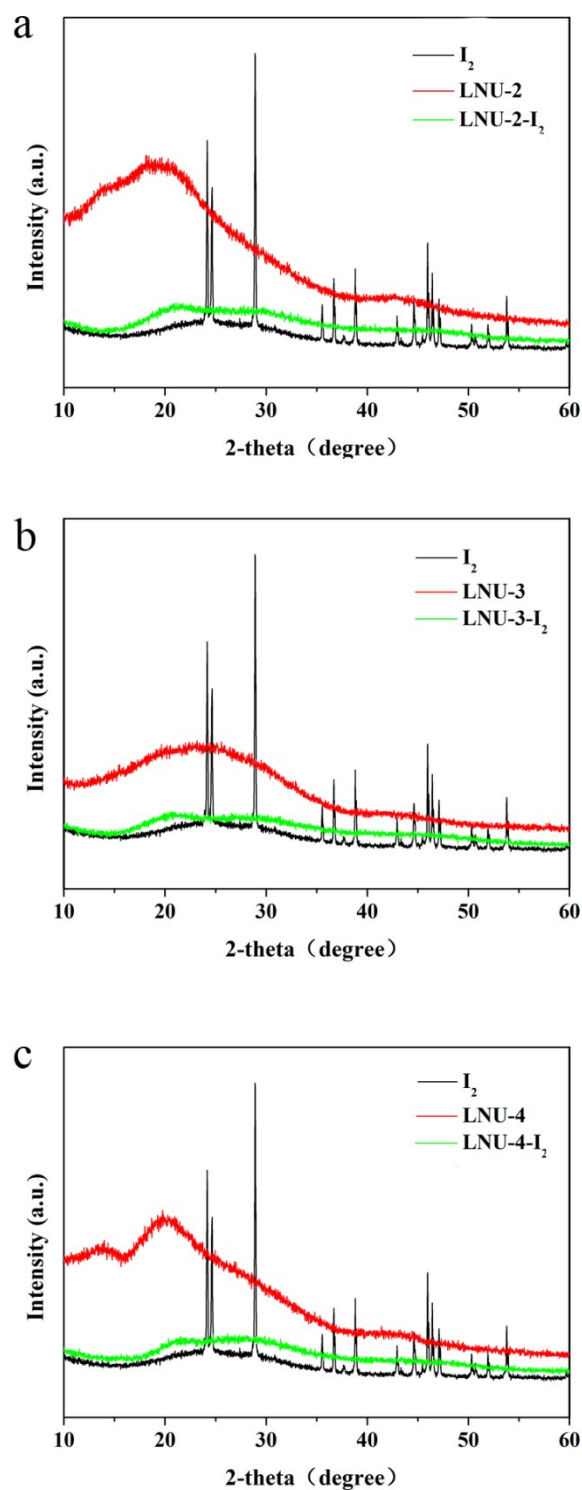 a
I₂
LNU-2
LNU-2-I₂
Intensity (a.u.)
10 20 30 40 50 60
2-theta（degree）
b
I₂
LNU-3
LNU-3-I₂
Intensity (a.u.)
10 20 30 40 50 60
2-theta（degree）
c
I₂
LNU-4
LNU-4-I₂
Intensity (a.u.)
10 20 30 40 50 60
2-theta（degree）